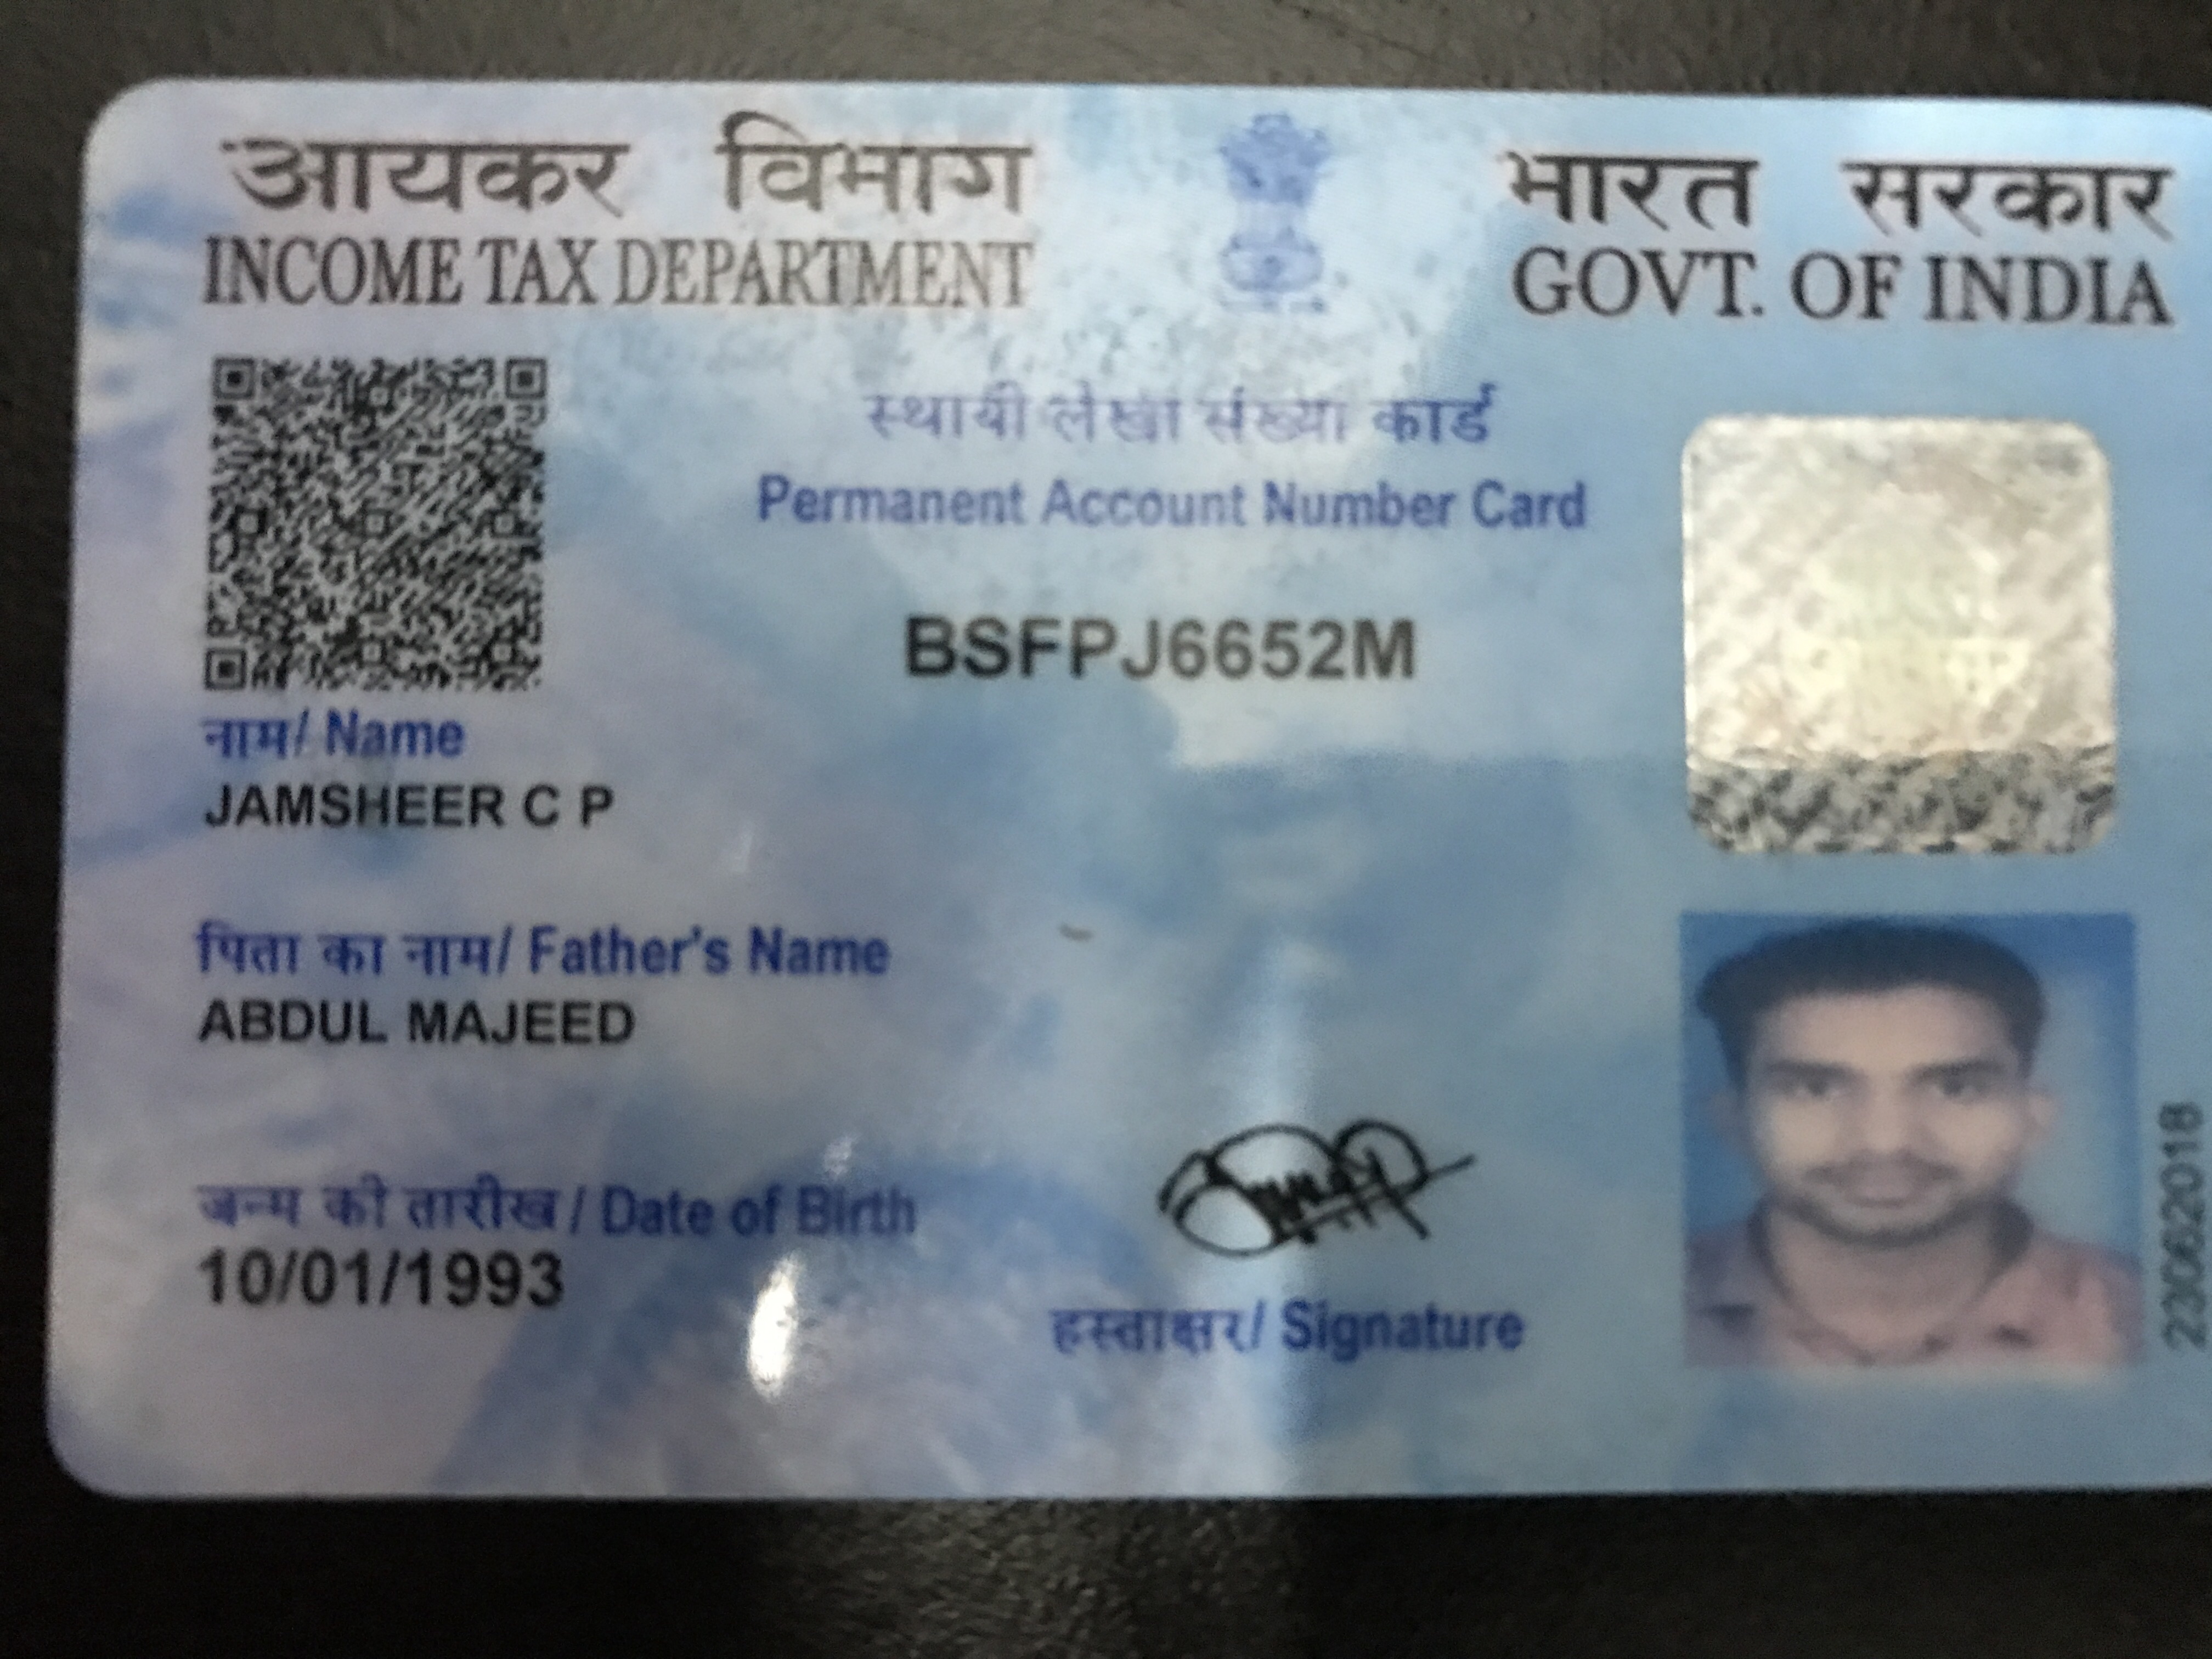 आयकर विभाग
INCOME TAX DEPARTMENT
भारत सरकार
GOVT. OF INDIA
स्थायी लेखा संख्या कार्ड
Permanent Account Number Card
BSFPJ6652M
नाम/ Name
JAMSHEER C P
पिता का नाम/ Father's Name
ABDUL MAJEED
जन्म की तारीख / Date of Birth
10/01/1993
हस्ताक्षर/ Signature
23062018